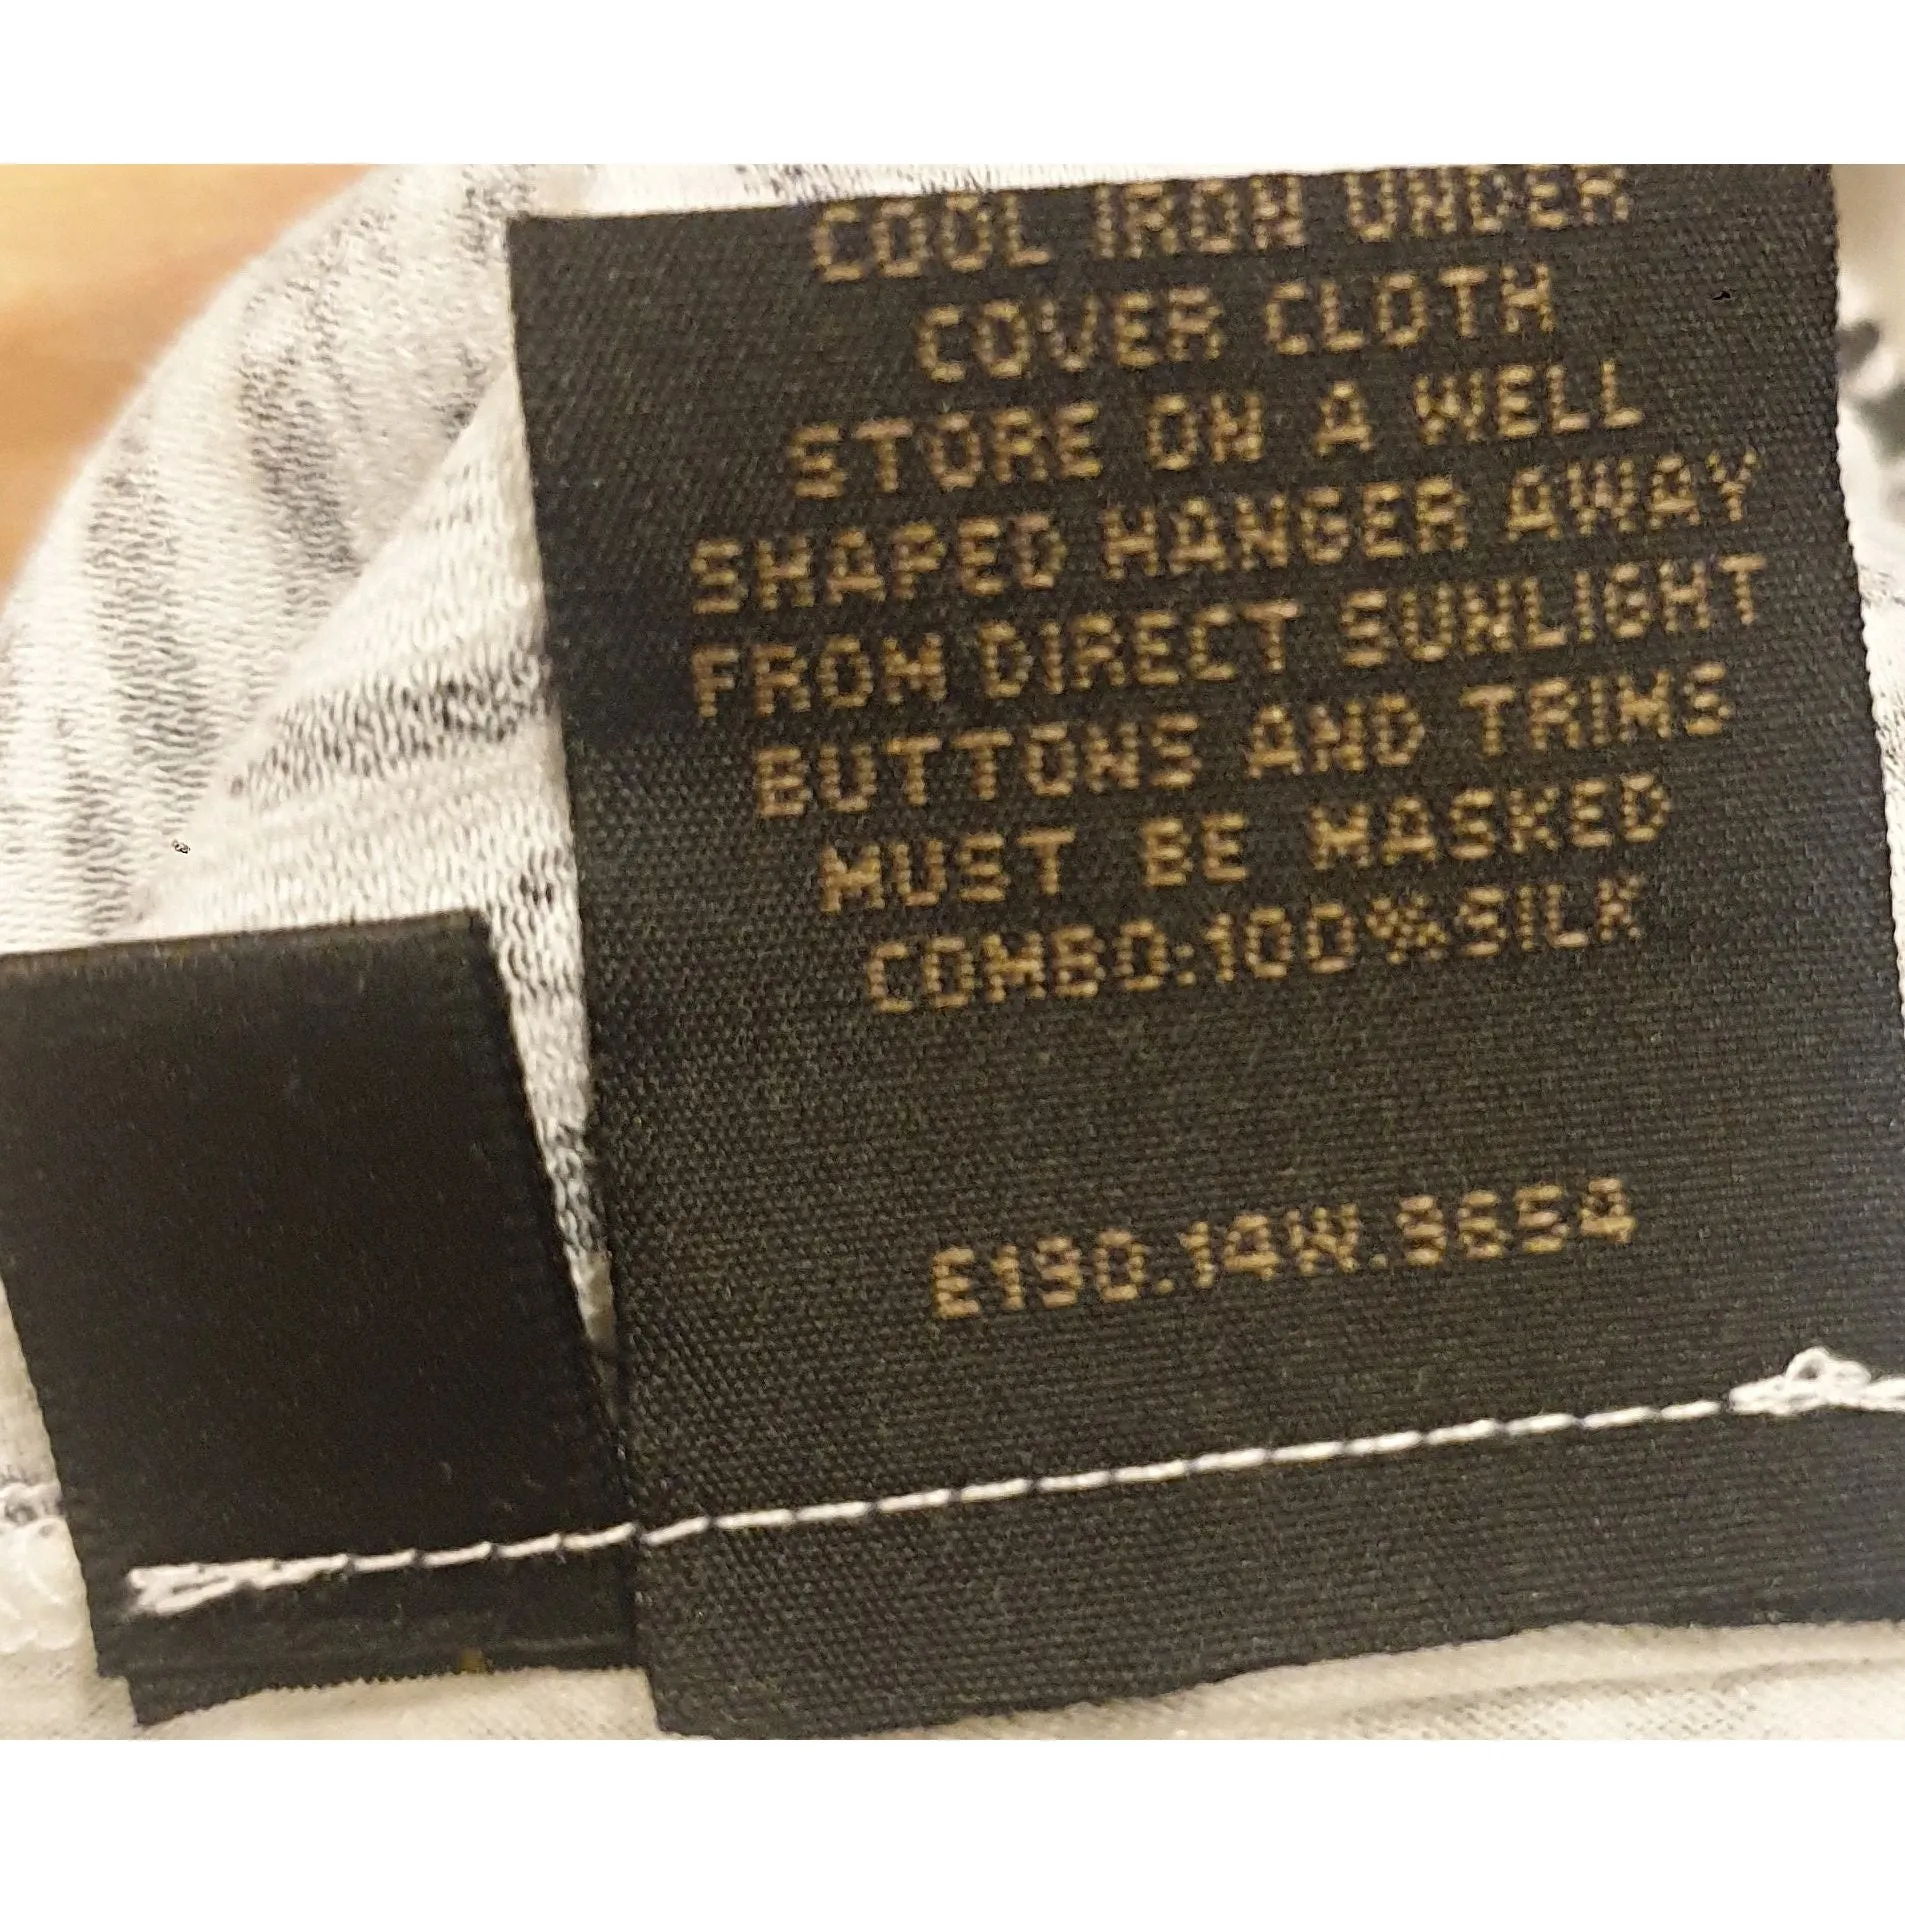 COOL IRON UNDER
COVER CLOTH
STORE ON A WELL
SHAPED HANGER AWAY
FROM DIRECT SUNLIGHT
BUTTONS AND TRIMS
MUST BE MASKED
COMBO:100%SILK
E190.14W.9654